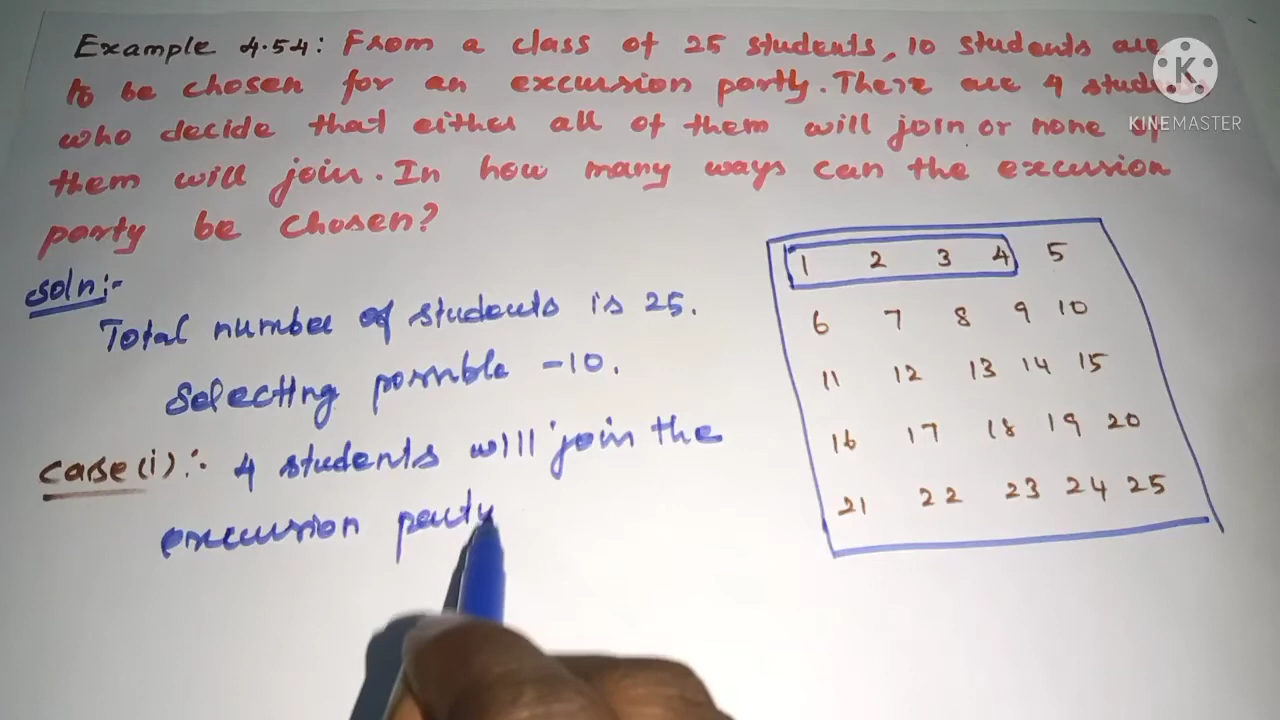 Example 4.54: From a class of 25 students, 10 students are
to be chosen for an excursion party. There are 4 students
who decide that either all of them will join or none of
them will join. In how many ways can the excursion
party be chosen?
Soln:-
Total number of students is 25.
Selecting possible -10.
Case(i):- 4 students will join the
excursion party
1 2 3 4 5
6 7 8 9 10
11 12 13 14 15
16 17 18 19 20
21 22 23 24 25
K
KINEMASTER